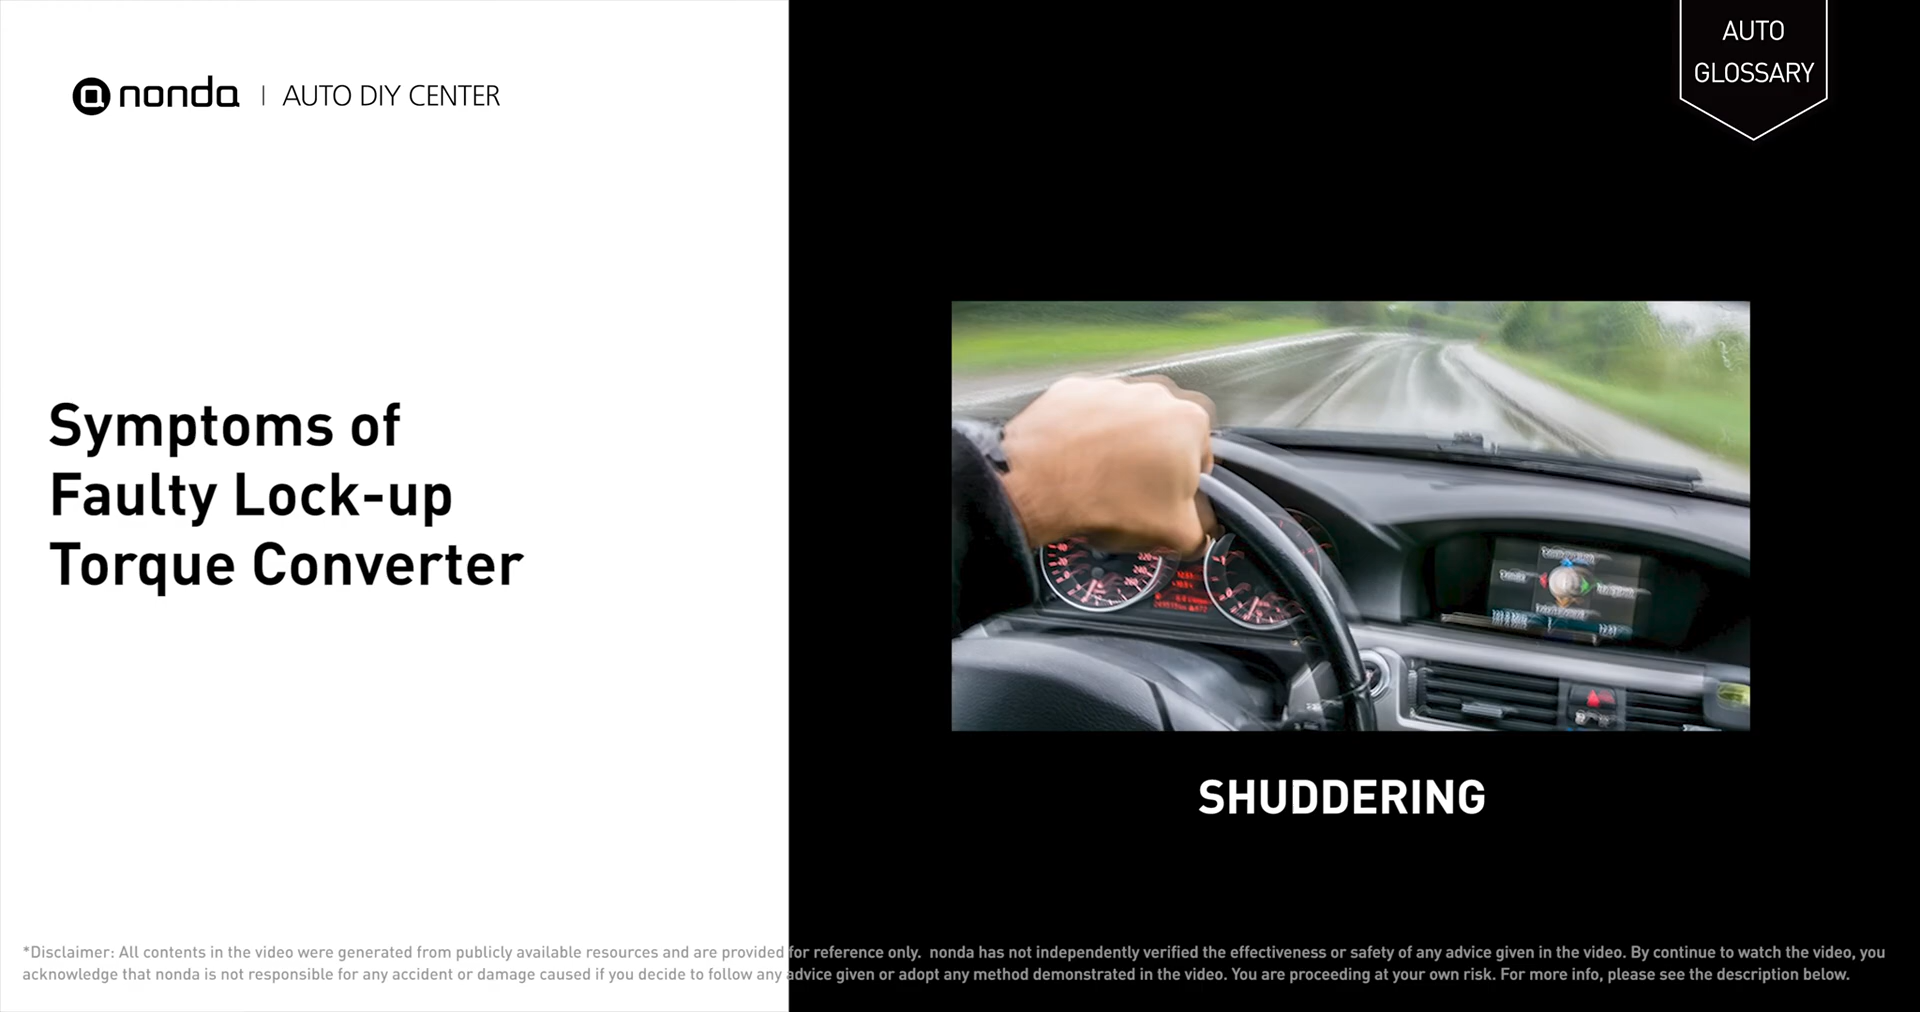 nonda | AUTO DIY CENTER
AUTO
GLOSSARY
Symptoms of
Faulty Lock-up
Torque Converter
220
240
260
SHUDDERING
*Disclaimer: All contents in the video were generated from publicly available resources and are provided for reference only. nonda has not independently verified the effectiveness or safety of any advice given in the video. By continue to watch the video, you
acknowledge that nonda is not responsible for any accident or damage caused if you decide to follow any advice given or adopt any method demonstrated in the video. You are proceeding at your own risk. For more info, please see the description below.